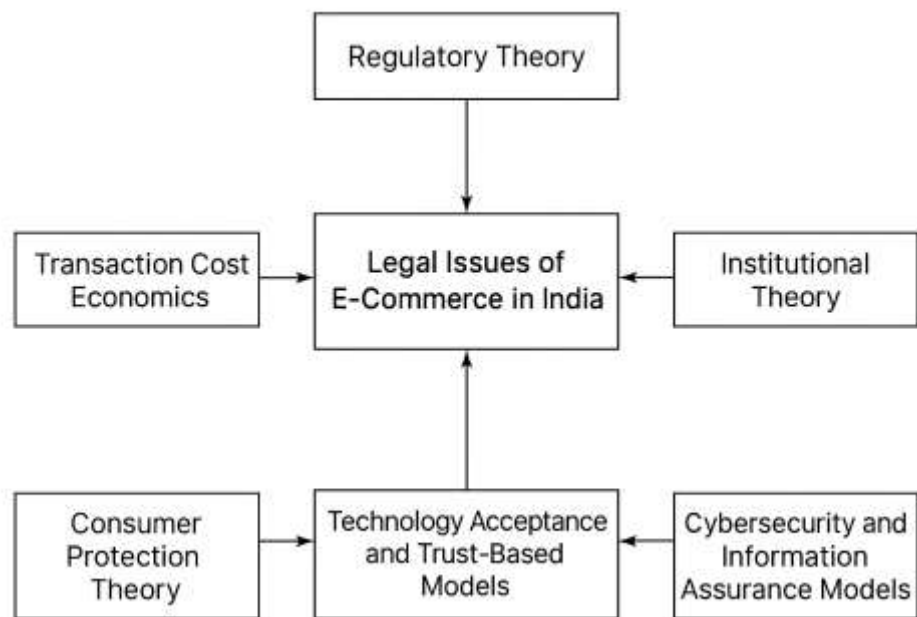 Regulatory Theory
Transaction Cost
Economics
Legal Issues of
E-Commerce in India
Institutional
Theory
Consumer
Protection
Theory
Technology Acceptance
and Trust-Based
Models
Cybersecurity and
Information
Assurance Models